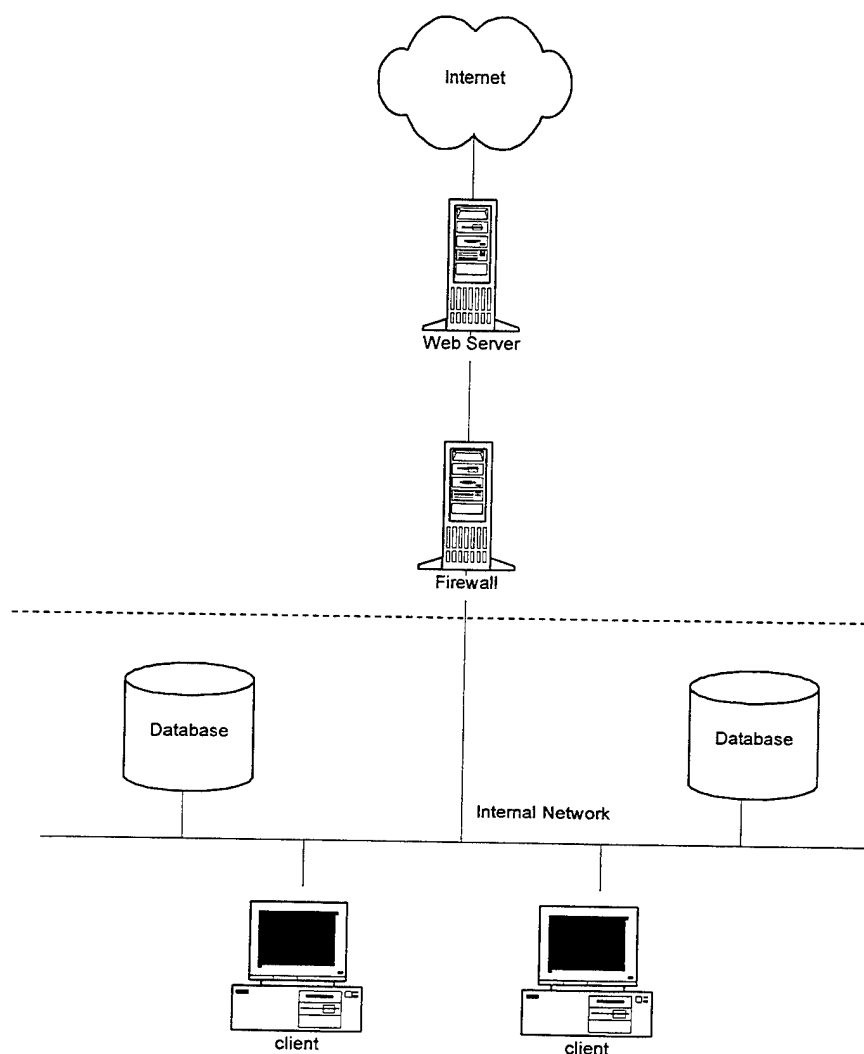 Internet
Web Server
Firewall
Database
Database
Internal Network
client
client